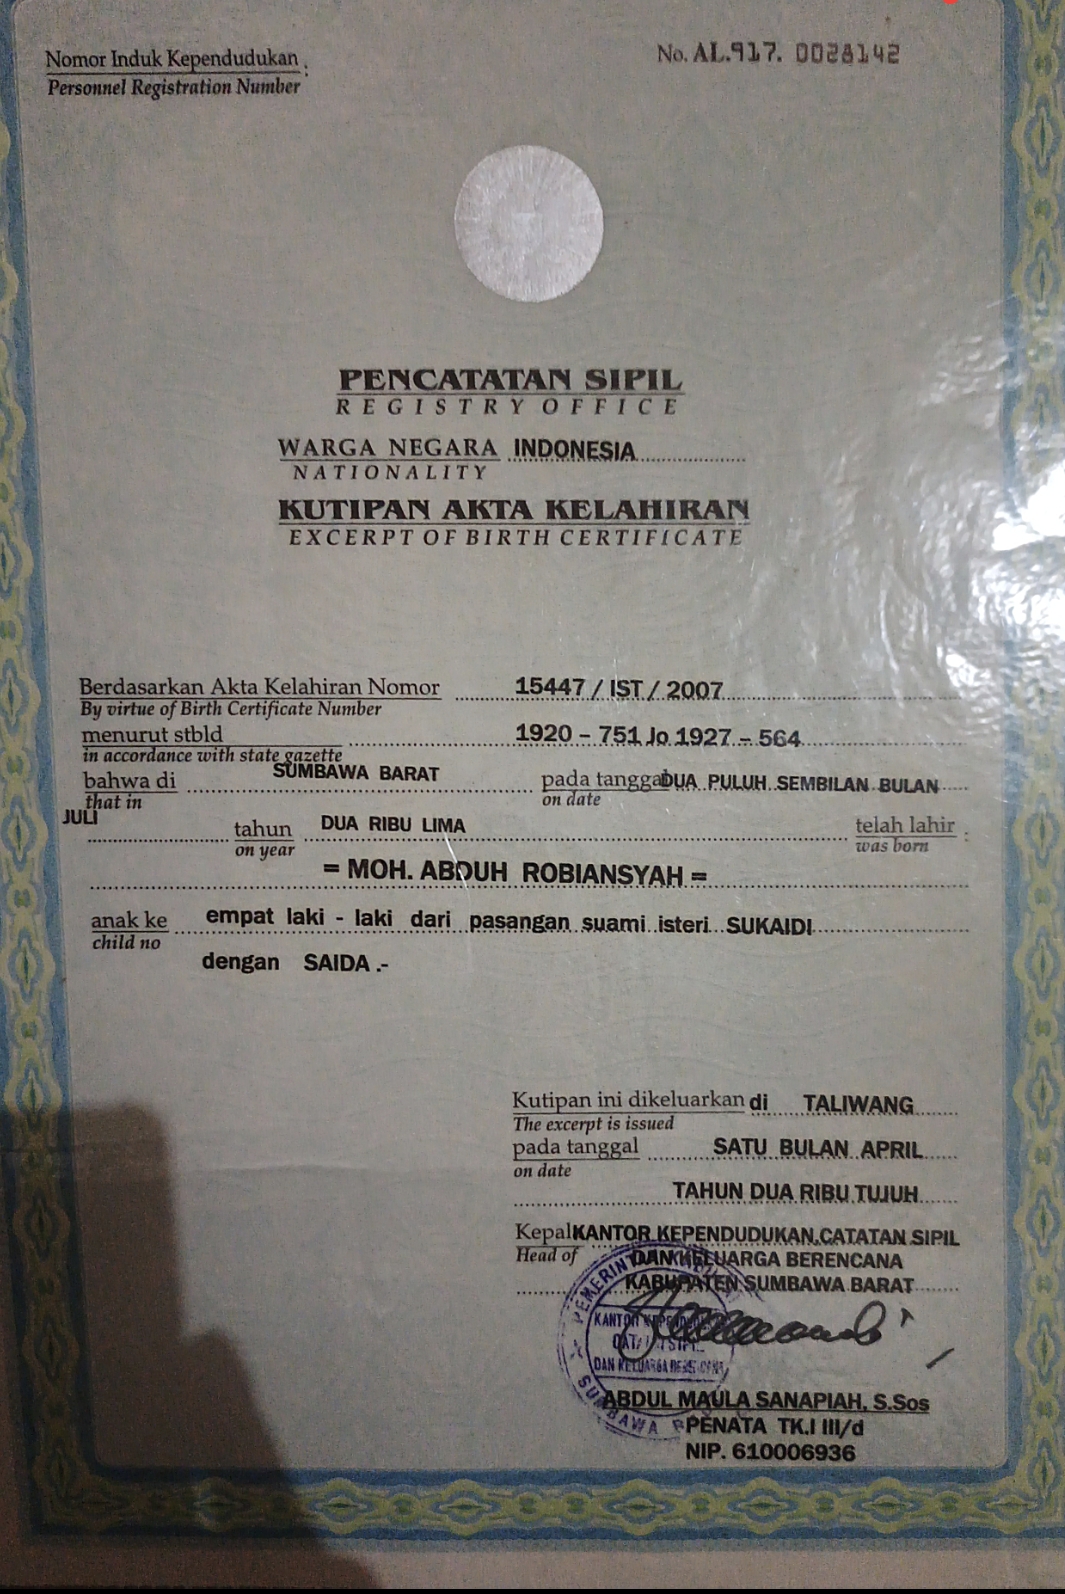 Nomor Induk Kependudukan :
Personnel Registration Number
No. AL.917. 0028142
PENCATATAN SIPIL
REGISTRY OFFICE
WARGA NEGARA INDONESIA
NATIONALITY
KUTIPAN AKTA KELAHIRAN
EXCERPT OF BIRTH CERTIFICATE
Berdasarkan Akta Kelahiran Nomor 15447 / IST / 2007
By virtue of Birth Certificate Number
menurut stbld 1920 – 751 Jo 1927 – 564
in accordance with state gazette
bahwa di SUMBAWA BARAT pada tanggal DUA PULUH SEMBILAN BULAN
that in on date
JULI tahun DUA RIBU LIMA telah lahir :
on year was born
= MOH. ABDUH ROBIANSYAH =
anak ke empat laki - laki dari pasangan suami isteri SUKAIDI
child no
dengan SAIDA .-
Kutipan ini dikeluarkan di TALIWANG
The excerpt is issued
pada tanggal SATU BULAN APRIL
on date
TAHUN DUA RIBU TUJUH
Kepala KANTOR KEPENDUDUKAN,CATATAN SIPIL
Head of DAN KELUARGA BERENCANA
KABUPATEN SUMBAWA BARAT
ABDUL MAULA SANAPIAH, S.Sos
PENATA TK.I III/d
NIP. 610006936